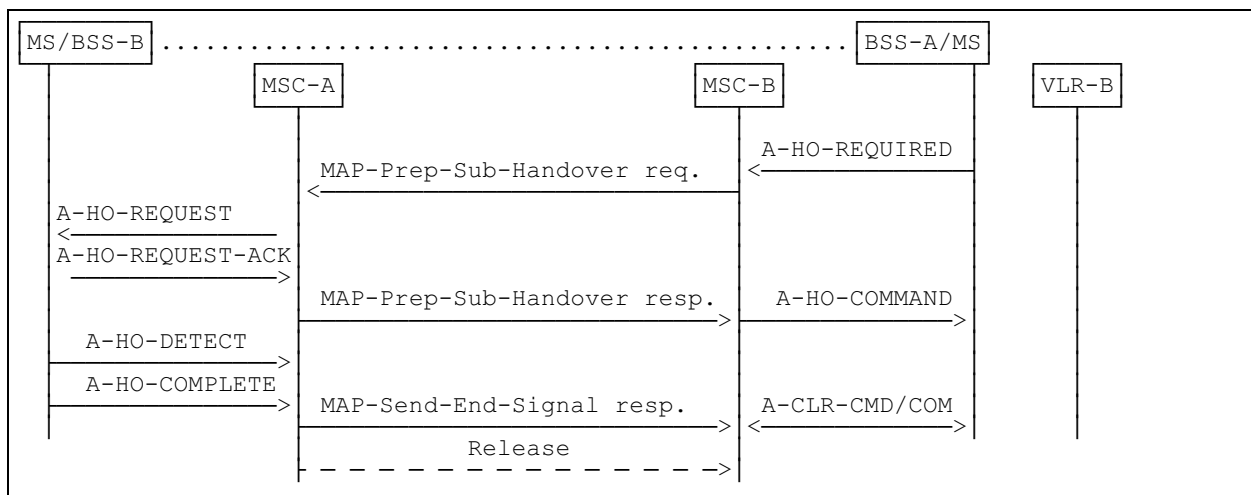 MS/BSS-B BSS-A/MS
MSC-A MSC-B VLR-B
A-HO-REQUIRED
MAP-Prep-Sub-Handover req.
A-HO-REQUEST
A-HO-REQUEST-ACK
MAP-Prep-Sub-Handover resp. A-HO-COMMAND
A-HO-DETECT
A-HO-COMPLETE
MAP-Send-End-Signal resp. A-CLR-CMD/COM
Release